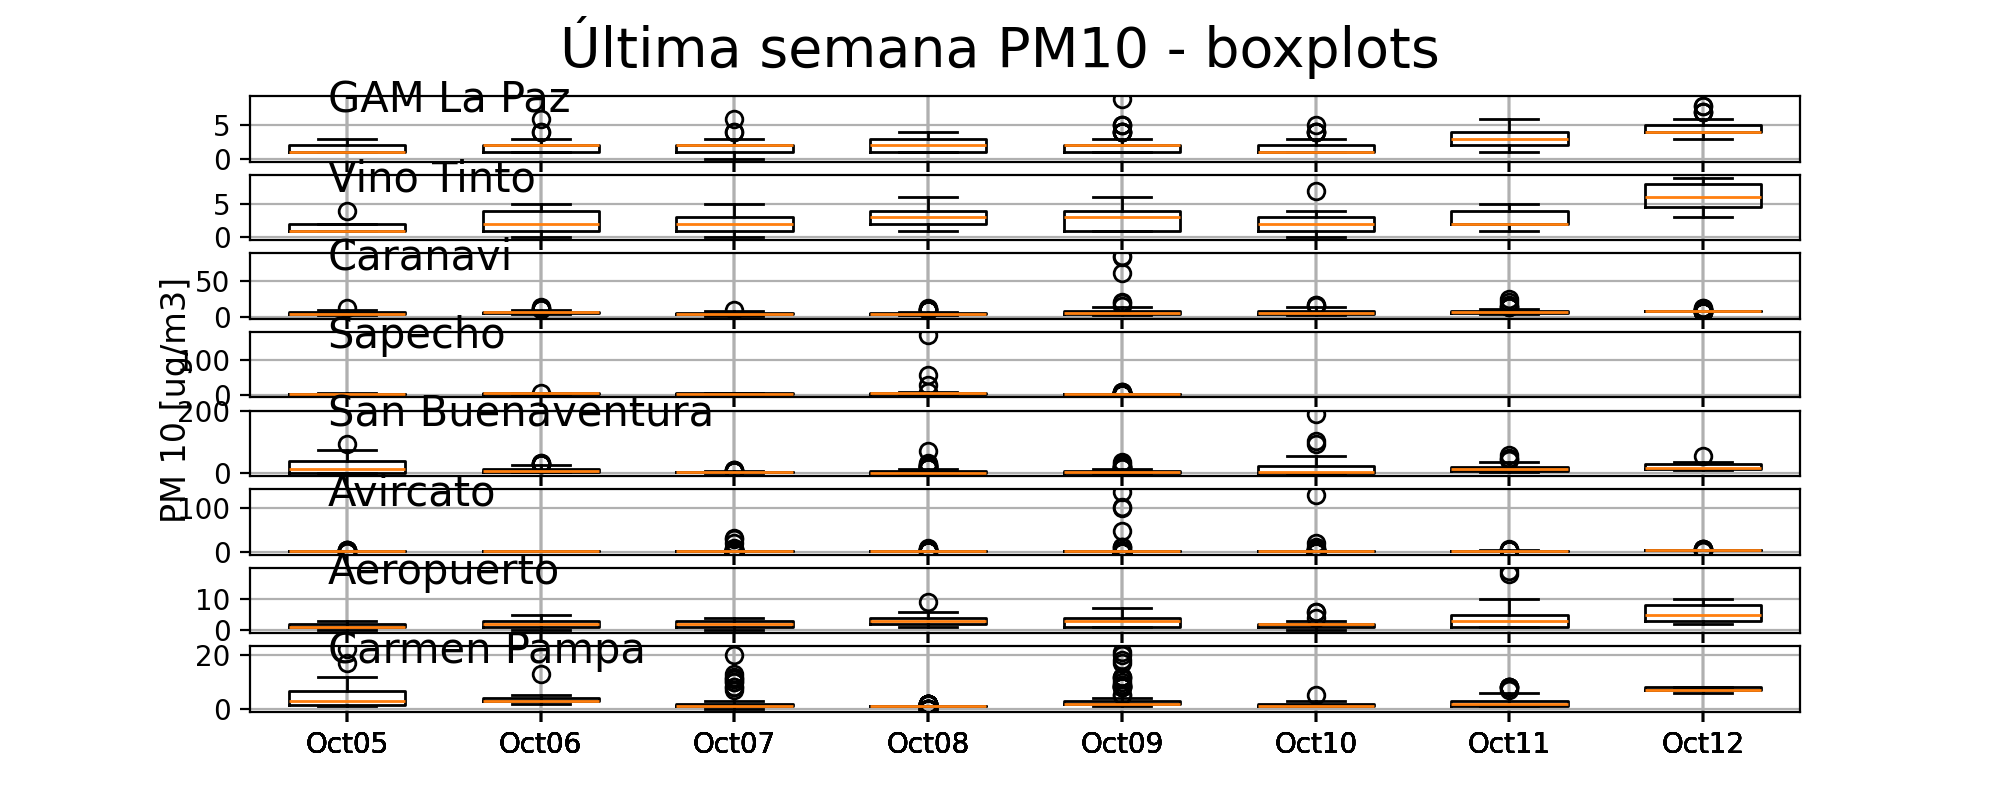 Última semana PM10 - boxplots
GAM La Paz
5
0
Vino Tinto
5
0
Caranavi
50
0
Sapecho
100
0
San Buenaventura
200
0
Avircato
100
0
Aeropuerto
10
0
Carmen Pampa
20
0
PM 10 [ug/m3]
Oct05 Oct06 Oct07 Oct08 Oct09 Oct10 Oct11 Oct12